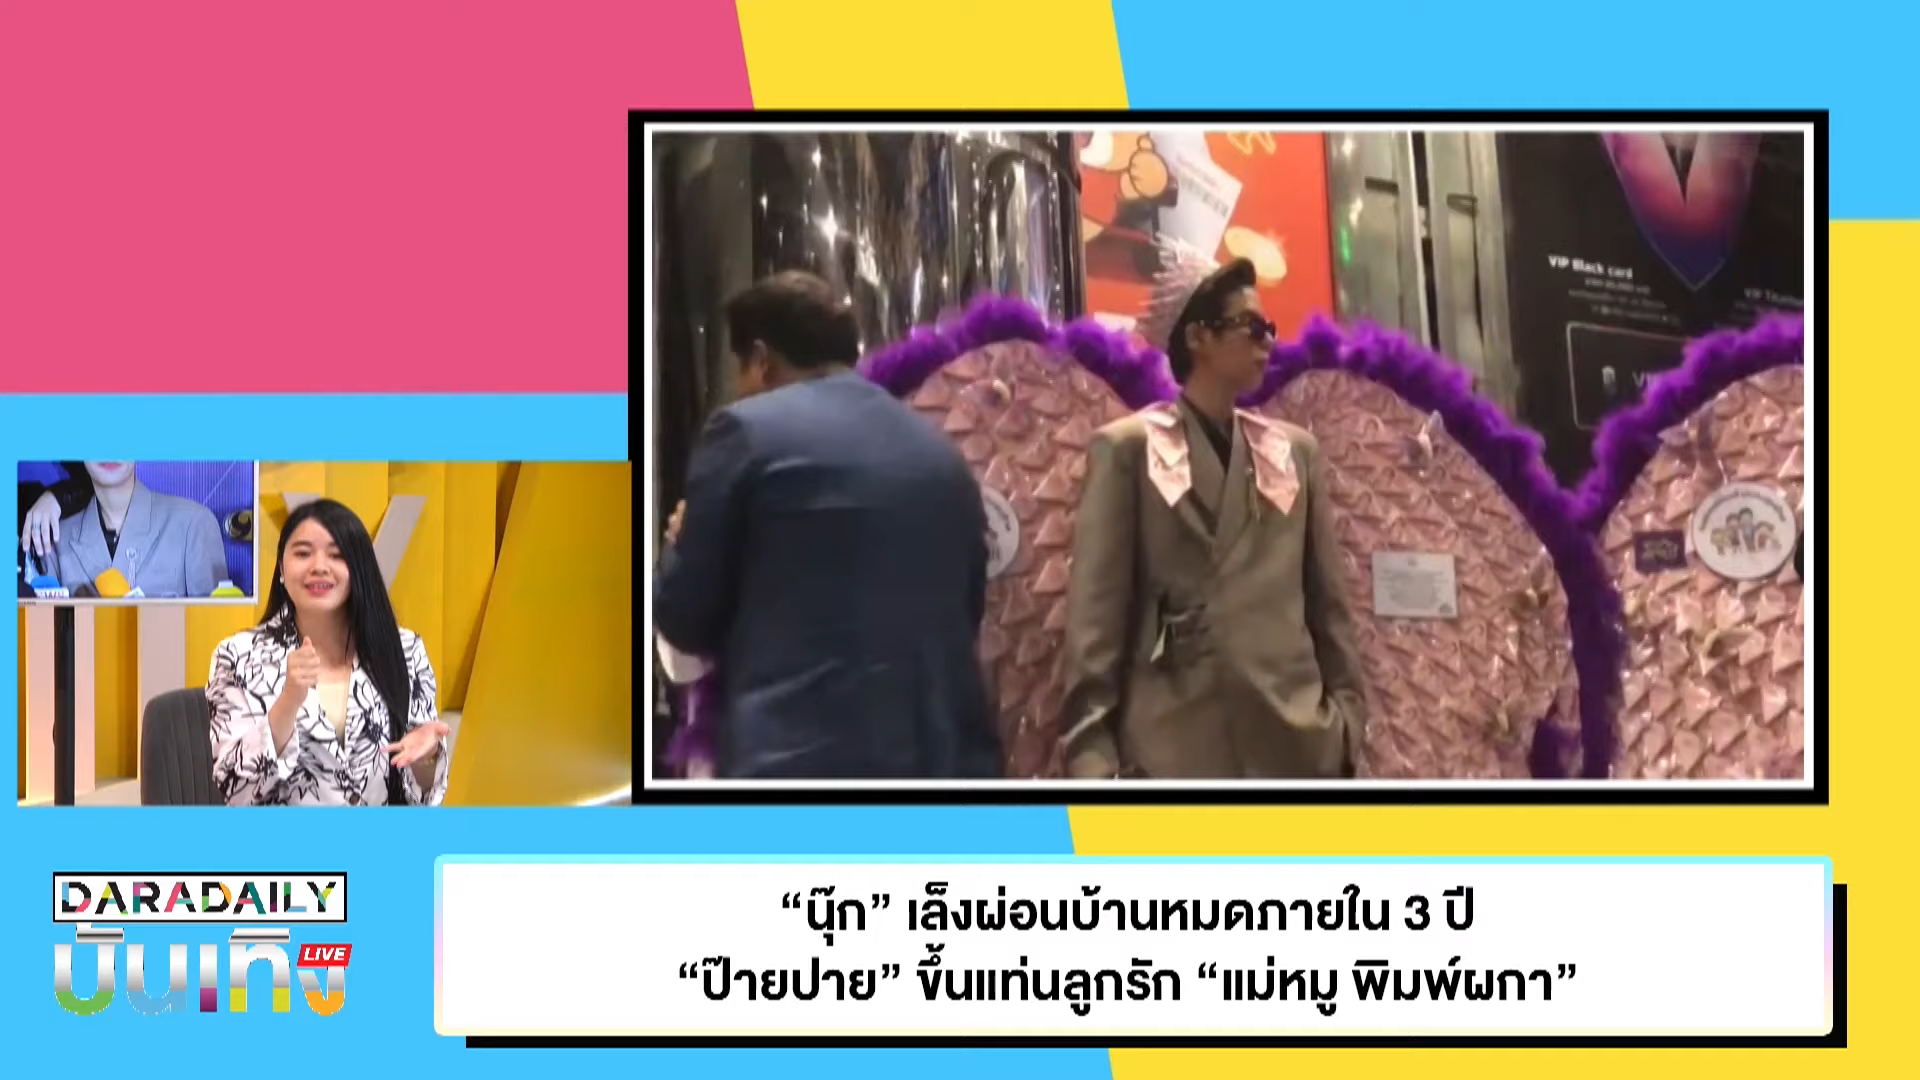 VIP Black card
DARADAILY
บันเทิง
LIVE
“นุ๊ก” เล็งผ่อนบ้านหมดภายใน 3 ปี
“ป๊ายปาย” ขึ้นแท่นลูกรัก “แม่หมู พิมพ์ผกา”